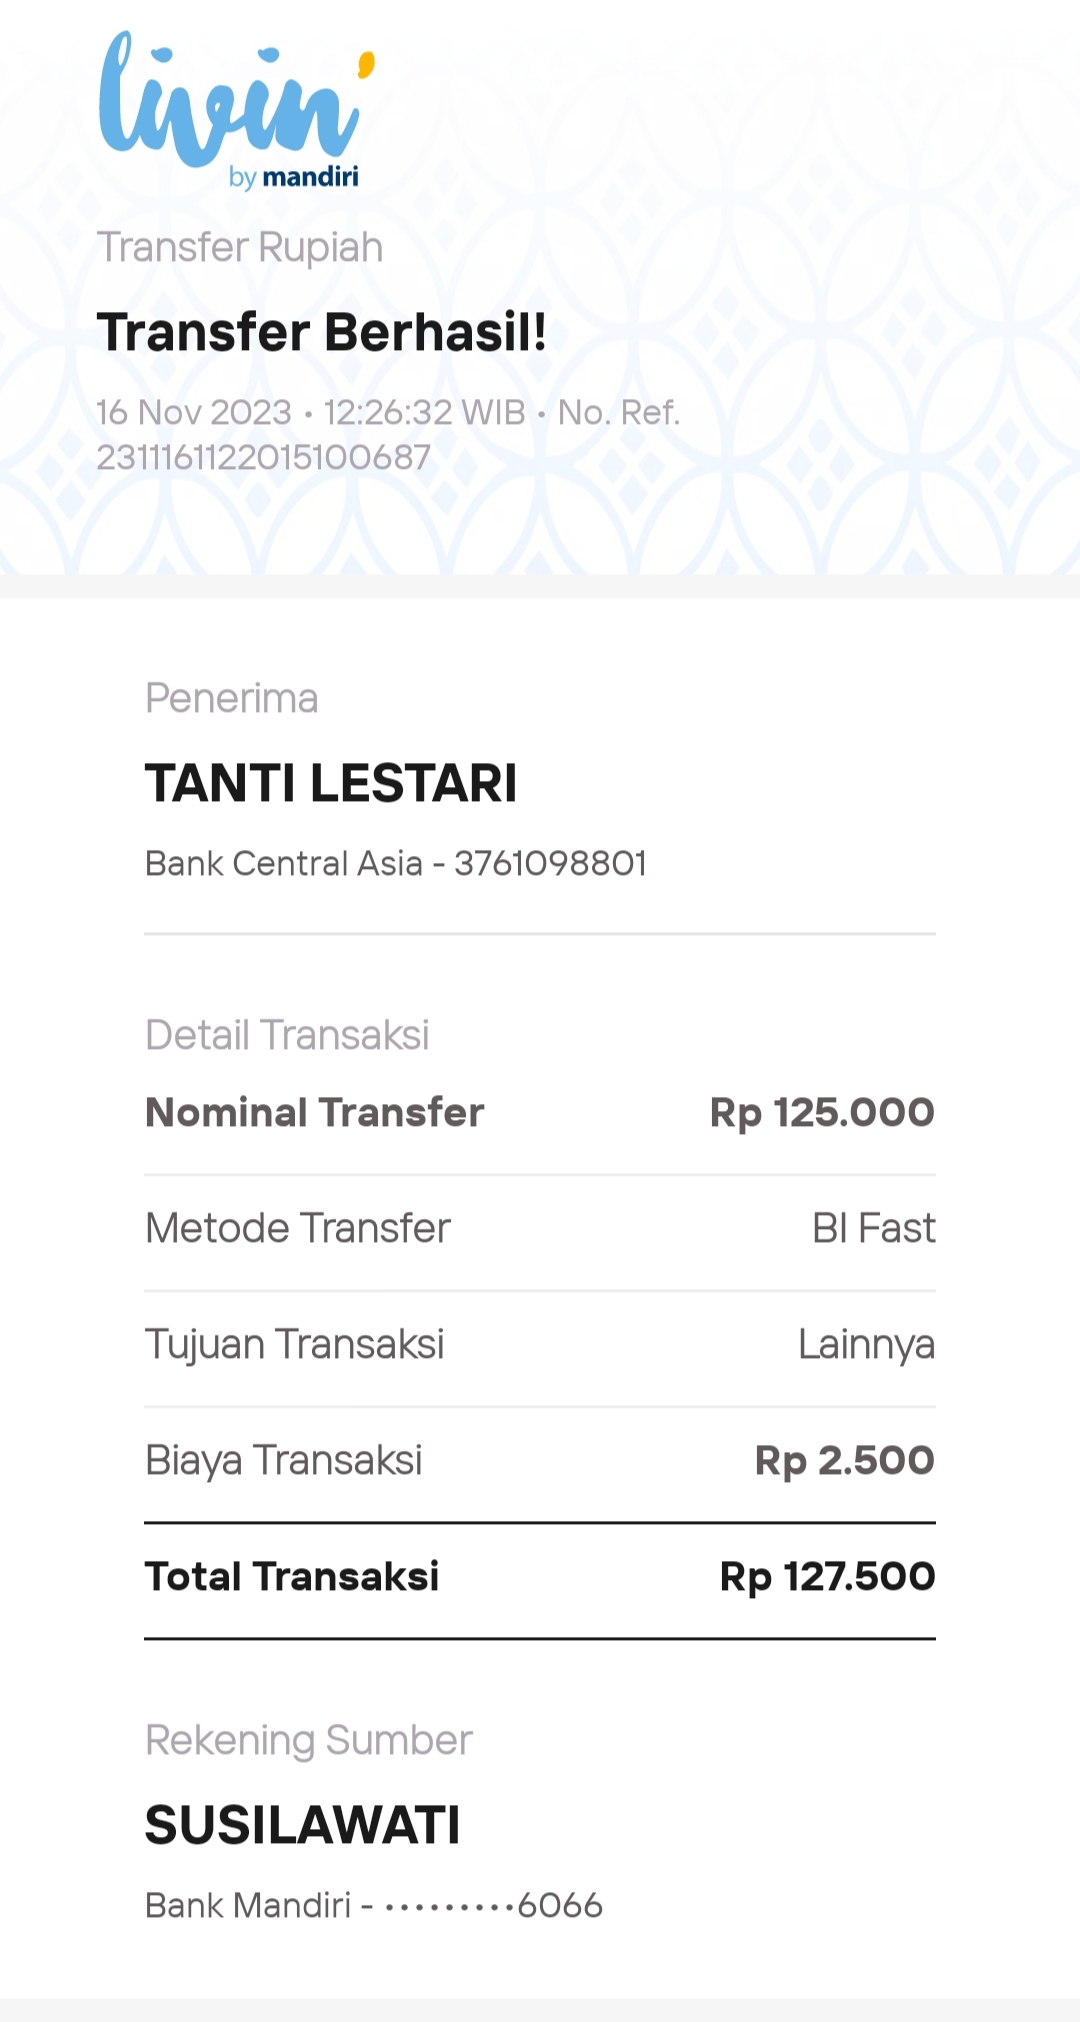 livin'
by mandiri
Transfer Rupiah
Transfer Berhasil!
16 Nov 2023 • 12:26:32 WIB • No. Ref.
2311161122015100687
Penerima
TANTI LESTARI
Bank Central Asia - 3761098801
Detail Transaksi
Nominal Transfer Rp 125.000
Metode Transfer BI Fast
Tujuan Transaksi Lainnya
Biaya Transaksi Rp 2.500
Total Transaksi Rp 127.500
Rekening Sumber
SUSILAWATI
Bank Mandiri - •••••••••6066